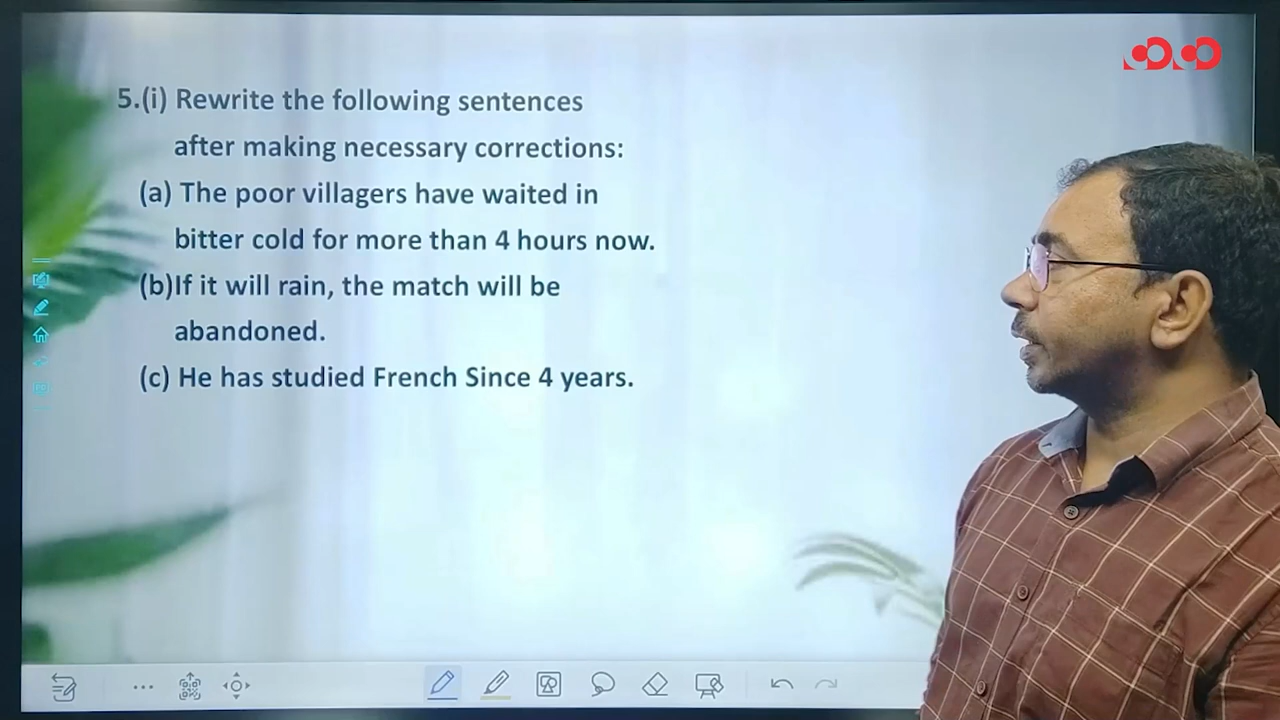 5.(i) Rewrite the following sentences
after making necessary corrections:
(a) The poor villagers have waited in
bitter cold for more than 4 hours now.
(b)If it will rain, the match will be
abandoned.
(c) He has studied French Since 4 years.